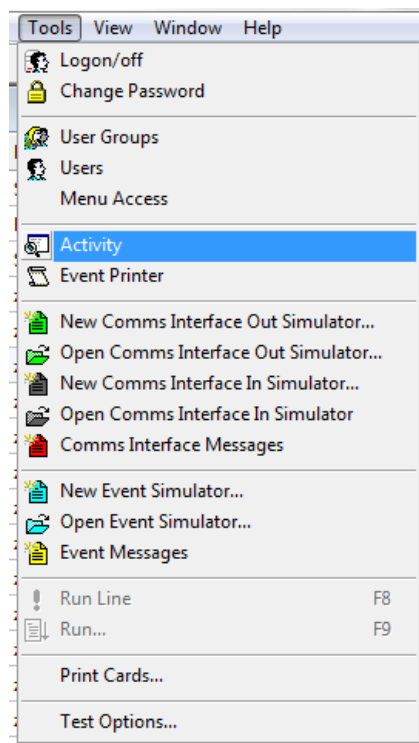 Tools View Window Help
Logon/off
Change Password
User Groups
Users
Menu Access
Activity
Event Printer
New Comms Interface Out Simulator...
Open Comms Interface Out Simulator...
New Comms Interface In Simulator...
Open Comms Interface In Simulator
Comms Interface Messages
New Event Simulator...
Open Event Simulator...
Event Messages
Run Line F8
Run... F9
Print Cards...
Test Options...